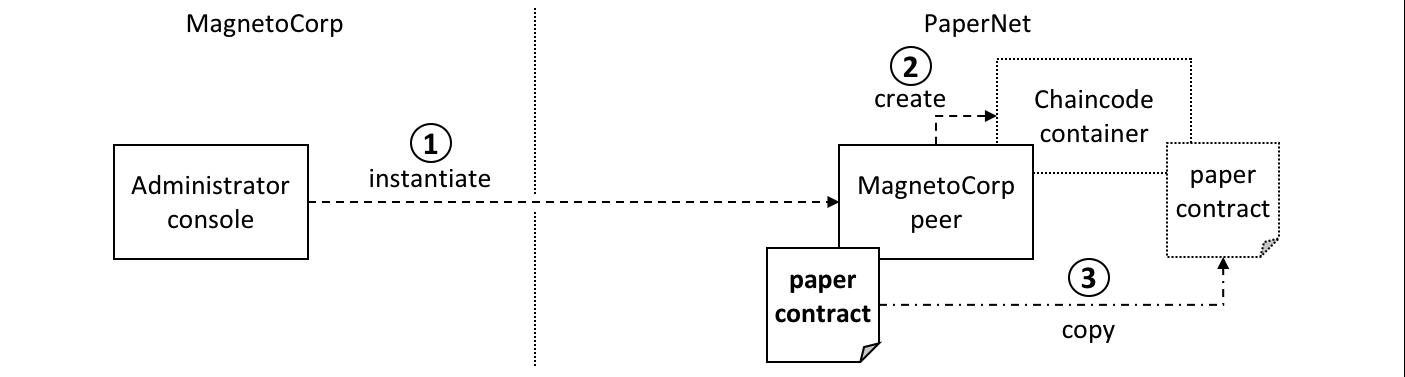 MagnetoCorp
PaperNet
2
create
Chaincode
container
1
instantiate
Administrator
console
MagnetoCorp
peer
paper
contract
paper
contract
3
copy